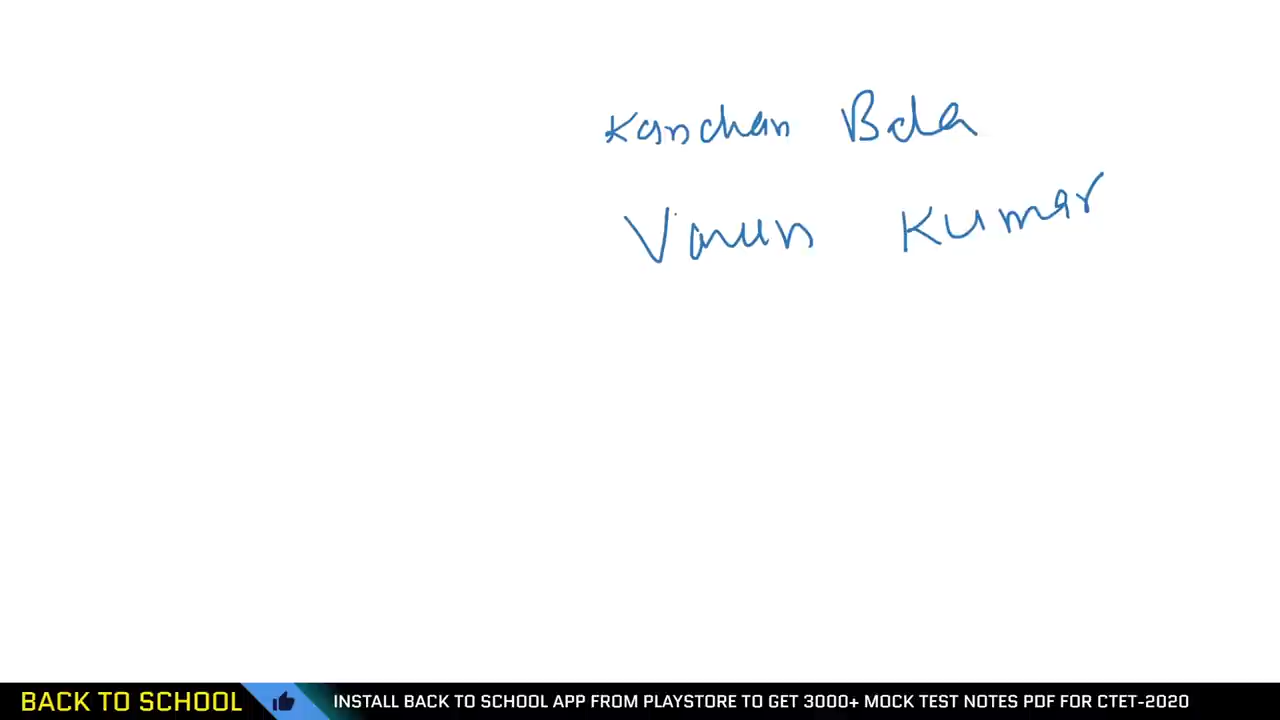 Kanchan Bala
Varun Kumar
BACK TO SCHOOL
INSTALL BACK TO SCHOOL APP FROM PLAYSTORE TO GET 3000+ MOCK TEST NOTES PDF FOR CTET-2020